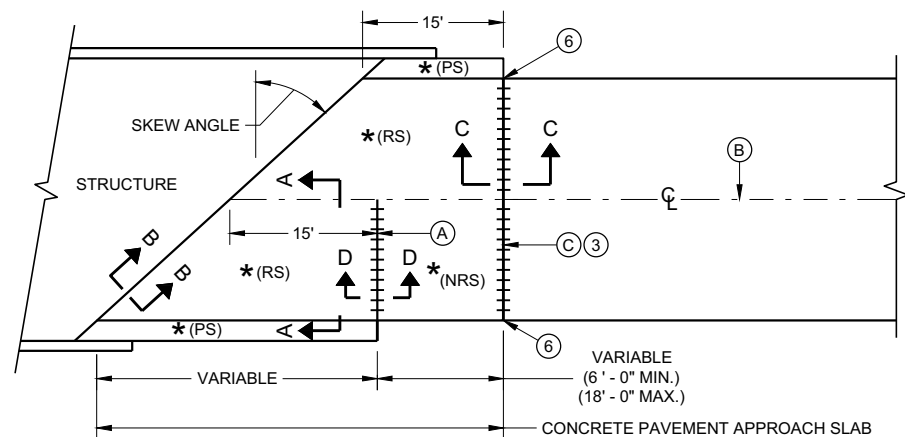 15'
6
*(PS)
SKEW ANGLE
*(RS)
C C
B
STRUCTURE
A
℄
15'
A
B
D D
C 3
*(RS)
*(NRS)
B
*(PS)
A
6
VARIABLE
VARIABLE
(6 ' - 0" MIN.)
(18' - 0" MAX.)
CONCRETE PAVEMENT APPROACH SLAB